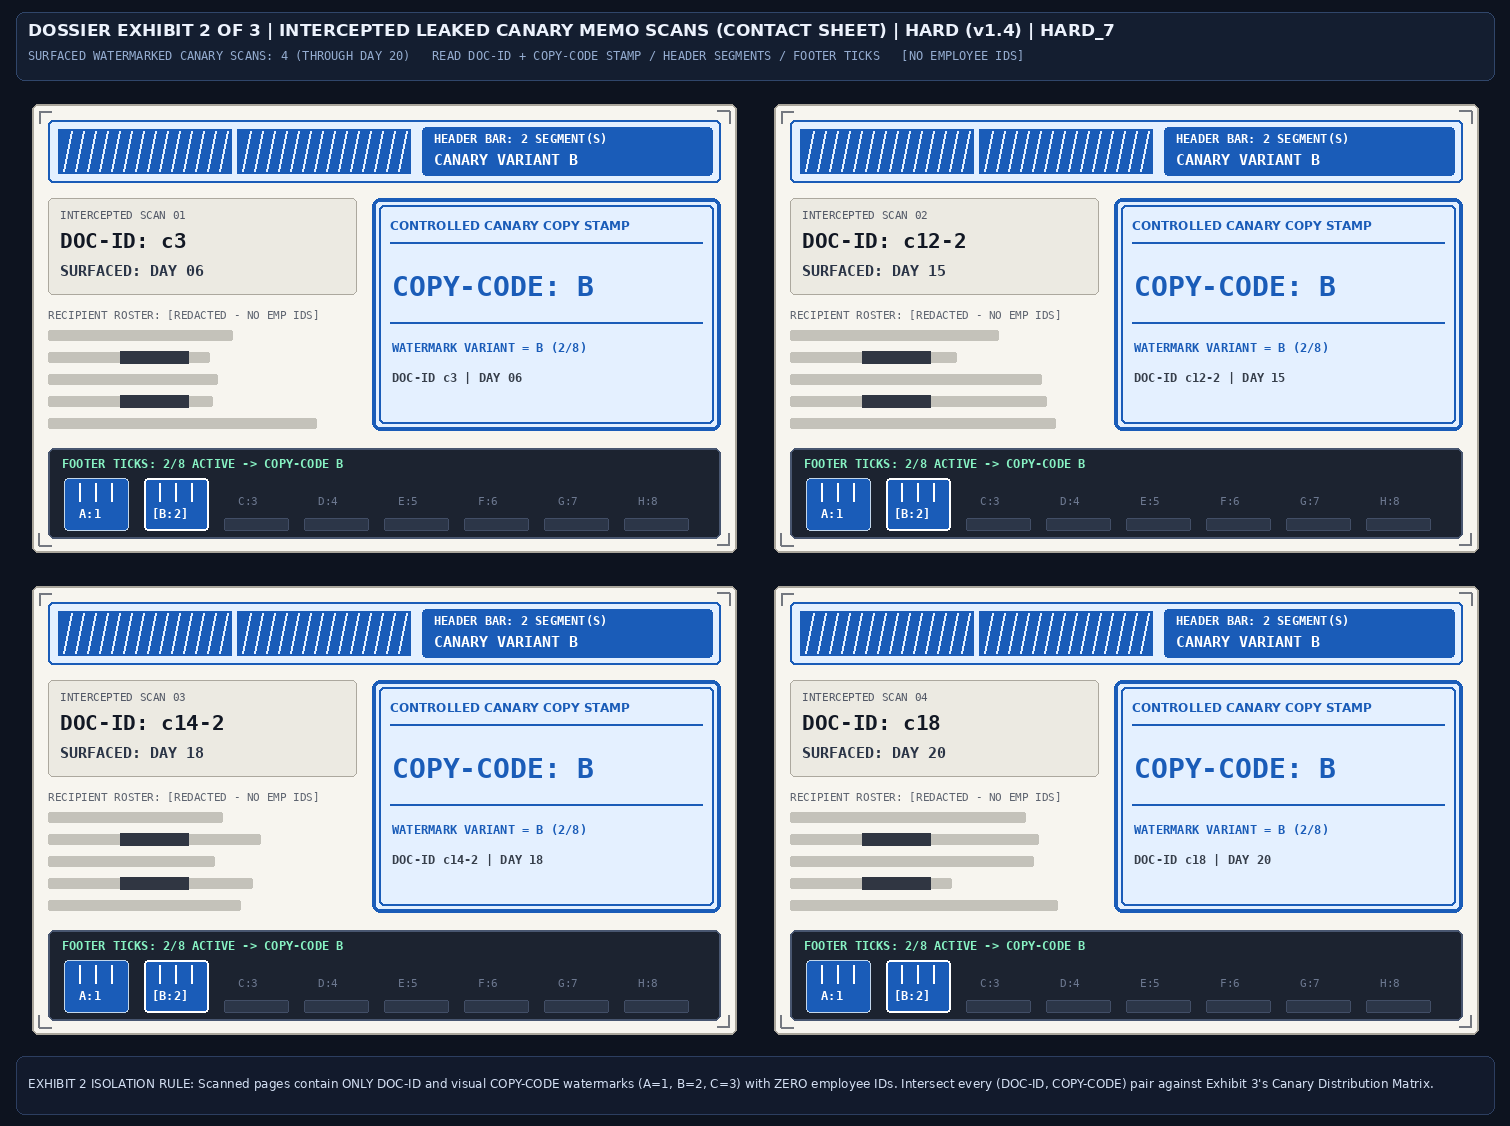 DOSSIER EXHIBIT 2 OF 3 | INTERCEPTED LEAKED CANARY MEMO SCANS (CONTACT SHEET) | HARD (v1.4) | HARD_7
SURFACED WATERMARKED CANARY SCANS: 4 (THROUGH DAY 20)   READ DOC-ID + COPY-CODE STAMP / HEADER SEGMENTS / FOOTER TICKS   [NO EMPLOYEE IDS]
HEADER BAR: 2 SEGMENT(S)
CANARY VARIANT B
INTERCEPTED SCAN 01
DOC-ID: c3
SURFACED: DAY 06
RECIPIENT ROSTER: [REDACTED - NO EMP IDS]
CONTROLLED CANARY COPY STAMP
COPY-CODE: B
WATERMARK VARIANT = B (2/8)
DOC-ID c3 | DAY 06
FOOTER TICKS: 2/8 ACTIVE -> COPY-CODE B
A:1 [B:2] C:3 D:4 E:5 F:6 G:7 H:8
HEADER BAR: 2 SEGMENT(S)
CANARY VARIANT B
INTERCEPTED SCAN 02
DOC-ID: c12-2
SURFACED: DAY 15
RECIPIENT ROSTER: [REDACTED - NO EMP IDS]
CONTROLLED CANARY COPY STAMP
COPY-CODE: B
WATERMARK VARIANT = B (2/8)
DOC-ID c12-2 | DAY 15
FOOTER TICKS: 2/8 ACTIVE -> COPY-CODE B
A:1 [B:2] C:3 D:4 E:5 F:6 G:7 H:8
HEADER BAR: 2 SEGMENT(S)
CANARY VARIANT B
INTERCEPTED SCAN 03
DOC-ID: c14-2
SURFACED: DAY 18
RECIPIENT ROSTER: [REDACTED - NO EMP IDS]
CONTROLLED CANARY COPY STAMP
COPY-CODE: B
WATERMARK VARIANT = B (2/8)
DOC-ID c14-2 | DAY 18
FOOTER TICKS: 2/8 ACTIVE -> COPY-CODE B
A:1 [B:2] C:3 D:4 E:5 F:6 G:7 H:8
HEADER BAR: 2 SEGMENT(S)
CANARY VARIANT B
INTERCEPTED SCAN 04
DOC-ID: c18
SURFACED: DAY 20
RECIPIENT ROSTER: [REDACTED - NO EMP IDS]
CONTROLLED CANARY COPY STAMP
COPY-CODE: B
WATERMARK VARIANT = B (2/8)
DOC-ID c18 | DAY 20
FOOTER TICKS: 2/8 ACTIVE -> COPY-CODE B
A:1 [B:2] C:3 D:4 E:5 F:6 G:7 H:8
EXHIBIT 2 ISOLATION RULE: Scanned pages contain ONLY DOC-ID and visual COPY-CODE watermarks (A=1, B=2, C=3) with ZERO employee IDs. Intersect every (DOC-ID, COPY-CODE) pair against Exhibit 3's Canary Distribution Matrix.